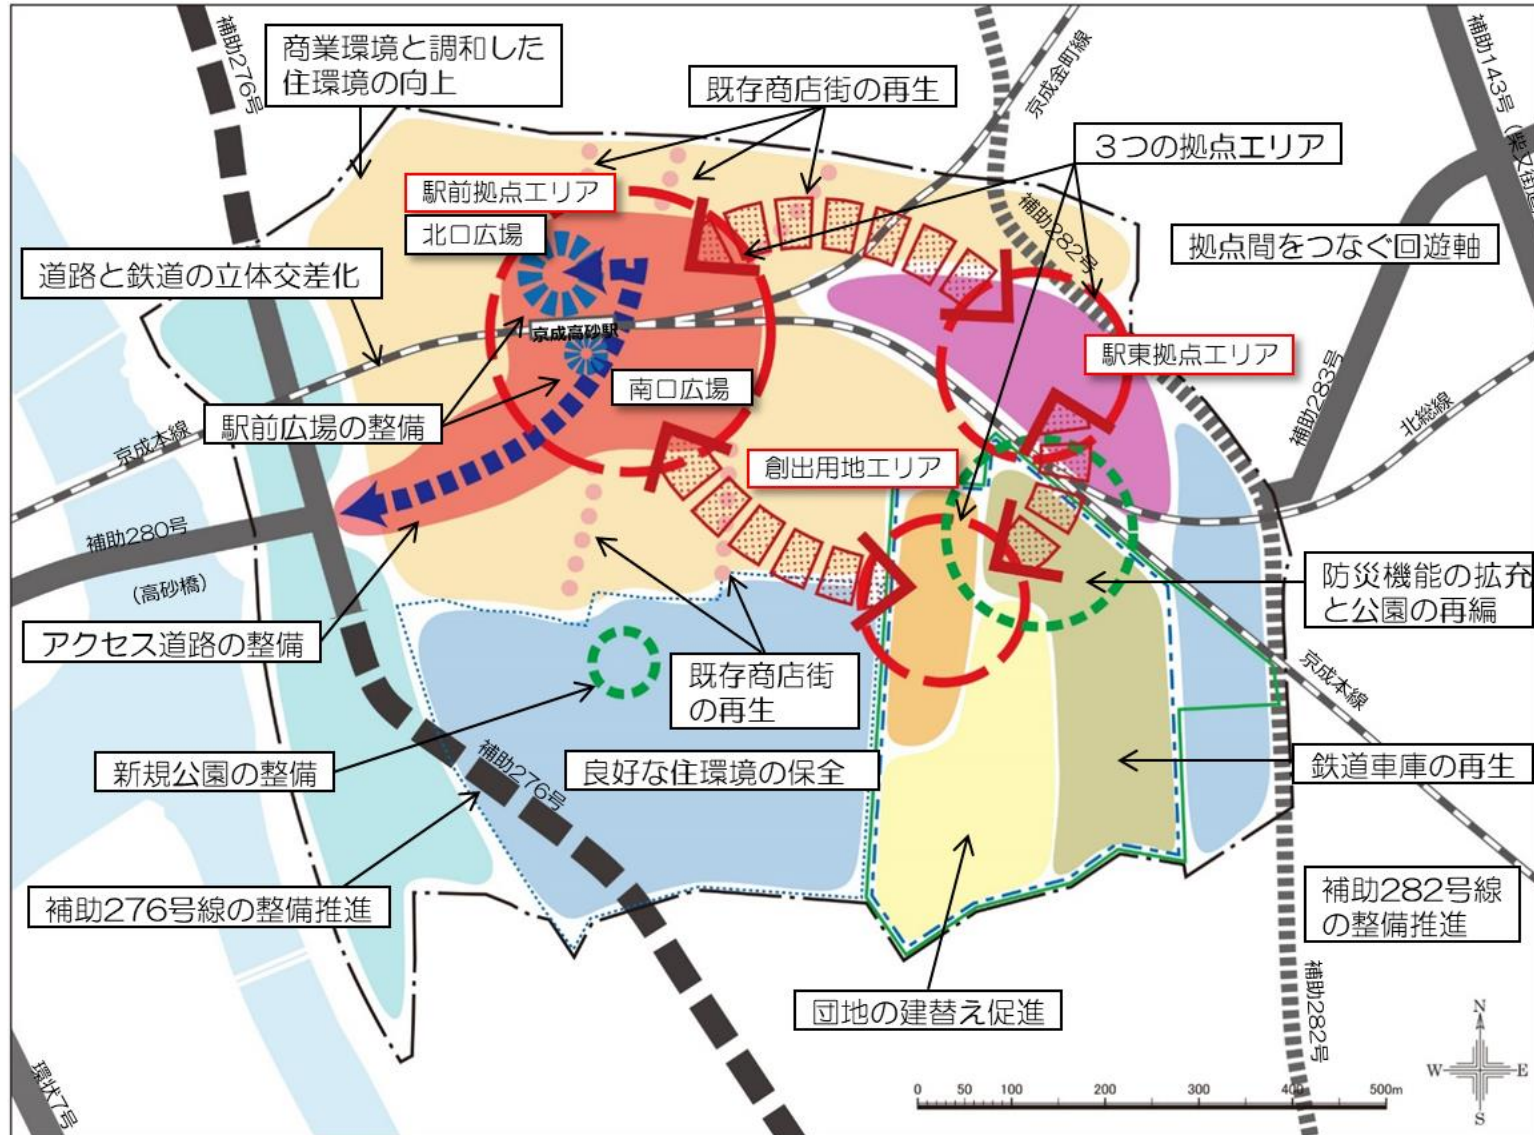 補助276号
商業環境と調和した
住環境の向上
既存商店街の再生
京成金町線
補助143号(柴又街道)
3つの拠点エリア
駅前拠点エリア
北口広場
補助282号
拠点間をつなぐ回遊軸
道路と鉄道の立体交差化
京成高砂駅
駅東拠点エリア
南口広場
駅前広場の整備
補助283号
北総線
京成本線
創出用地エリア
補助280号
(高砂橋)
防災機能の拡充
と公園の再編
アクセス道路の整備
既存商店街
の再生
京成本線
新規公園の整備
補助276号
良好な住環境の保全
鉄道車庫の再生
補助276号線の整備推進
補助282号線
の整備推進
団地の建替え促進
補助282号
環状7号
N
W
E
S
0 50 100 200 300 400 500m